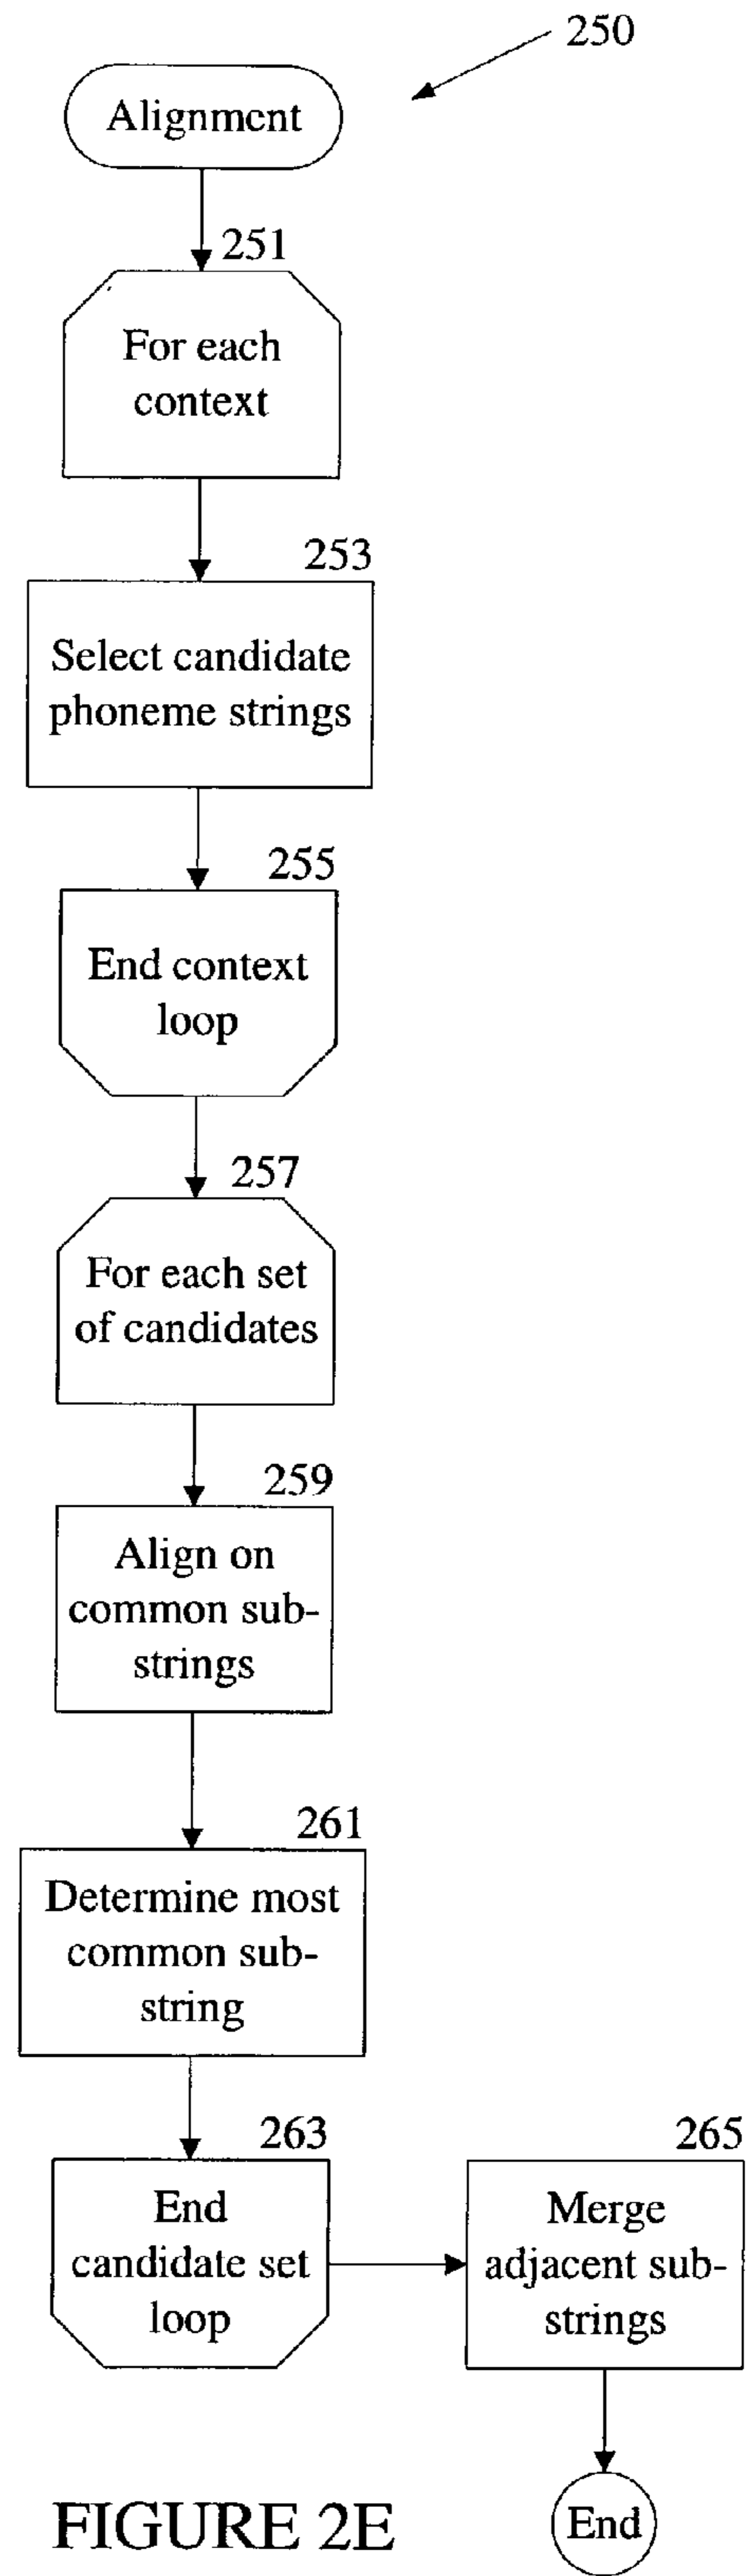 250
Alignment
251
For each
context
253
Select candidate
phoneme strings
255
End context
loop
257
For each set
of candidates
259
Align on
common sub-
strings
261
Determine most
common sub-
string
263
End
candidate set
loop
265
Merge
adjacent sub-
strings
End
FIGURE 2E